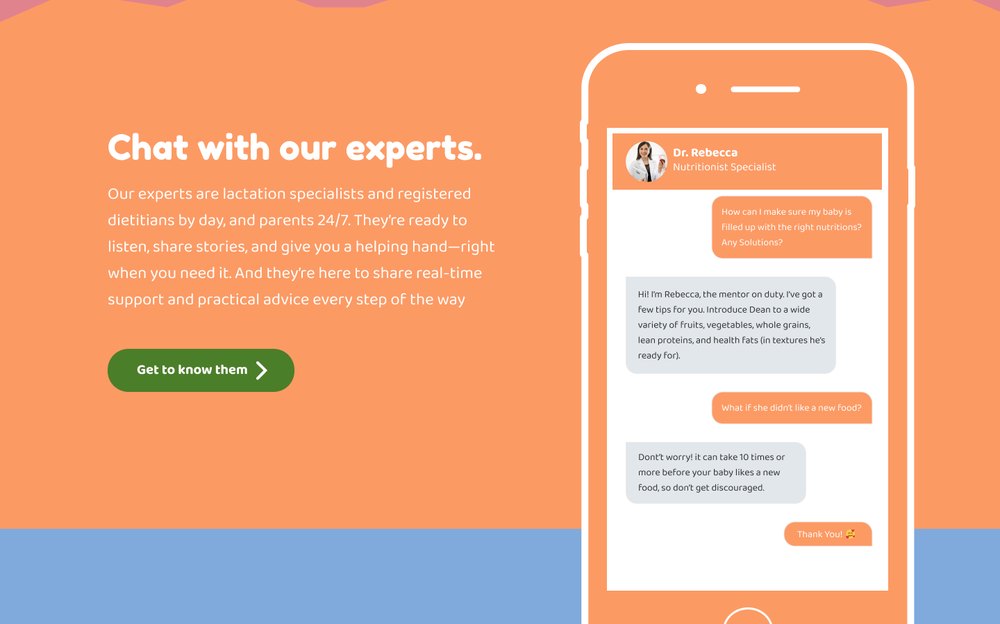 Chat with our experts.
Our experts are lactation specialists and registered
dietitians by day, and parents 24/7. They're ready to
listen, share stories, and give you a helping hand—right
when you need it. And they're here to share real-time
support and practical advice every step of the way
Get to know them
Dr. Rebecca
Nutritionist Specialist
How can I make sure my baby is
filled up with the right nutritions?
Any Solutions?
Hi! I'm Rebecca, the mentor on duty. I've got a
few tips for you. Introduce Dean to a wide
variety of fruits, vegetables, whole grains,
lean proteins, and health fats (in textures he's
ready for).
What if she didn't like a new food?
Dont't worry! it can take 10 times or
more before your baby likes a new
food, so don't get discouraged.
Thank You! 🥰